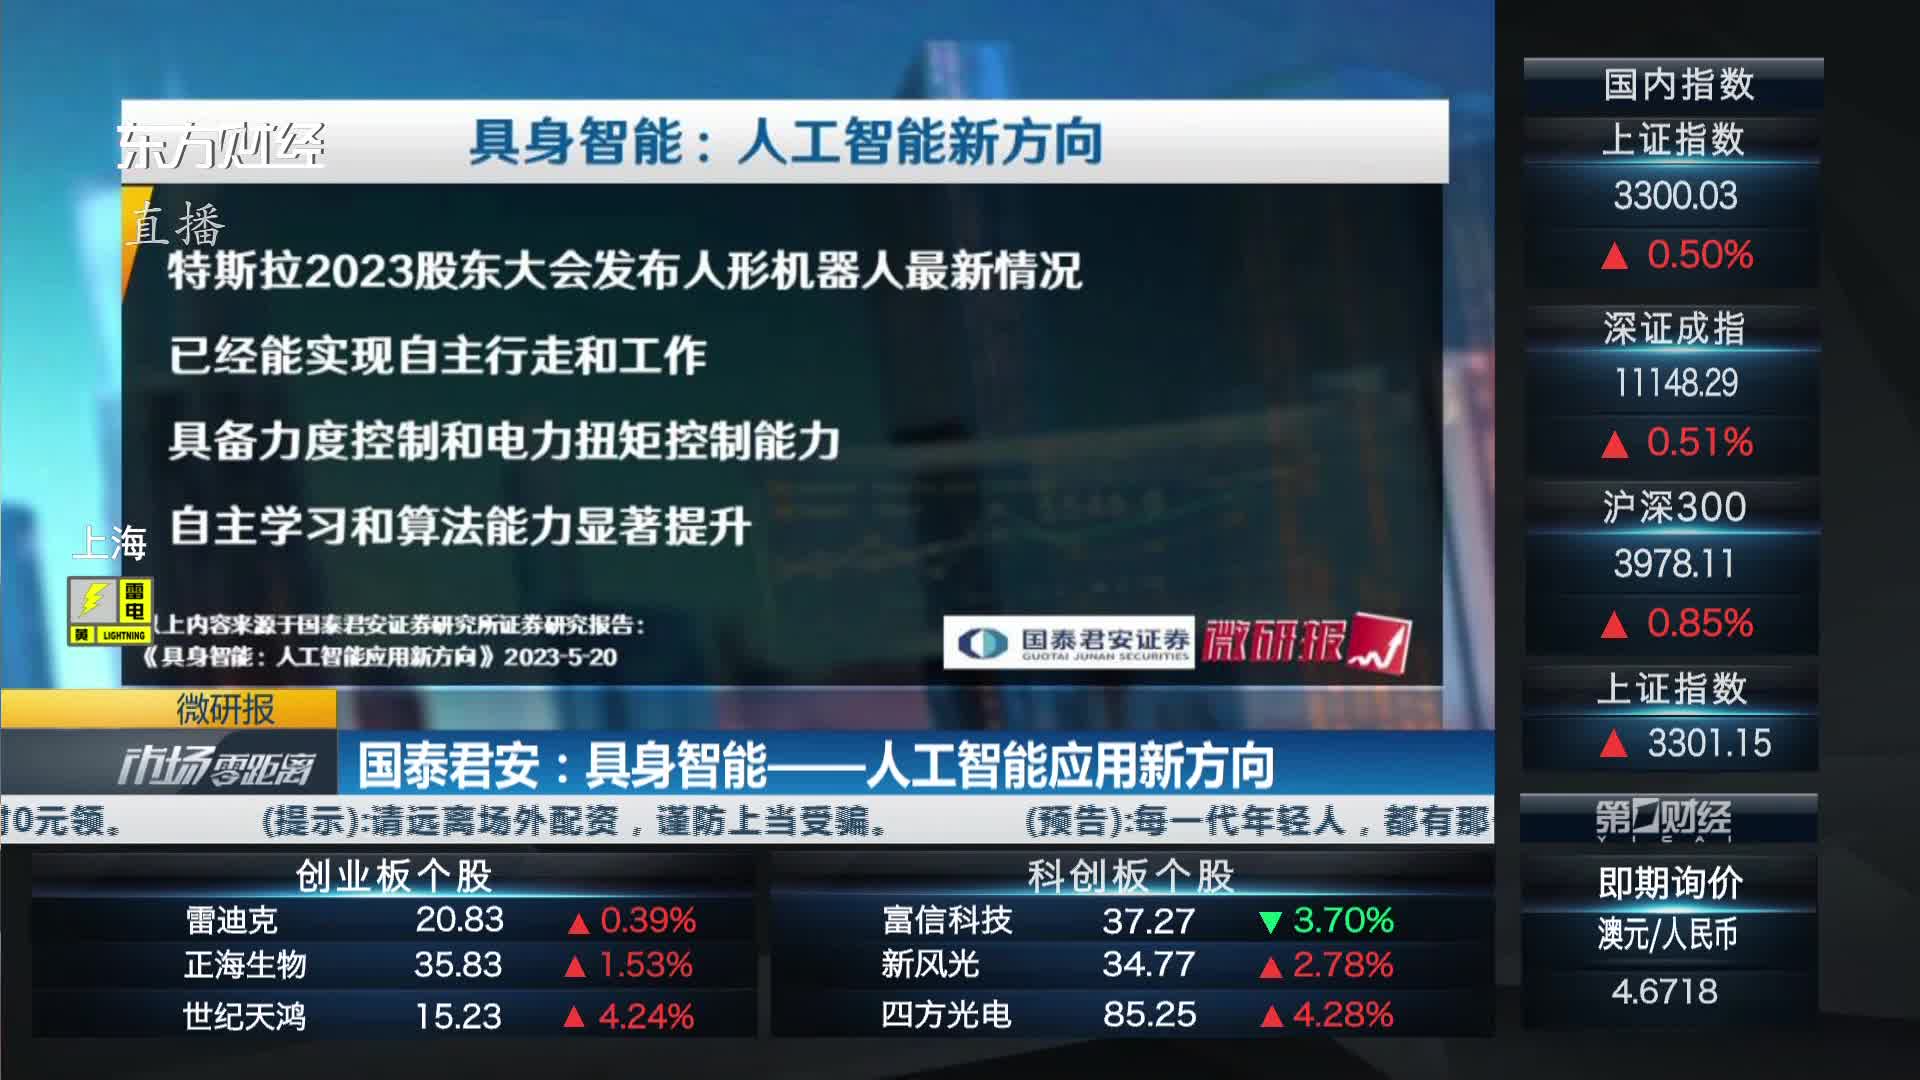 具身智能：人工智能新方向
东方财经
直播
特斯拉2023股东大会发布人形机器人最新情况
已经能实现自主行走和工作
具备力度控制和电力扭矩控制能力
自主学习和算法能力显著提升
上海
雷电
黄 LIGHTNING
以上内容来源于国泰君安证券研究所证券研究报告：
《具身智能：人工智能应用新方向》2023-5-20
国泰君安证券
GUOTAI JUNAN SECURITIES
微研报
微研报
市场零距离
国泰君安：具身智能——人工智能应用新方向
0元领。 (提示):请远离场外配资，谨防上当受骗。 (预告):每一代年轻人，都有那
创业板个股
雷迪克 20.83 ▲ 0.39%
正海生物 35.83 ▲ 1.53%
世纪天鸿 15.23 ▲ 4.24%
科创板个股
富信科技 37.27 ▼ 3.70%
新风光 34.77 ▲ 2.78%
四方光电 85.25 ▲ 4.28%
国内指数
上证指数
3300.03
▲ 0.50%
深证成指
11148.29
▲ 0.51%
沪深300
3978.11
▲ 0.85%
上证指数
▲ 3301.15
第一财经
YICAI
即期询价
澳元/人民币
4.6718